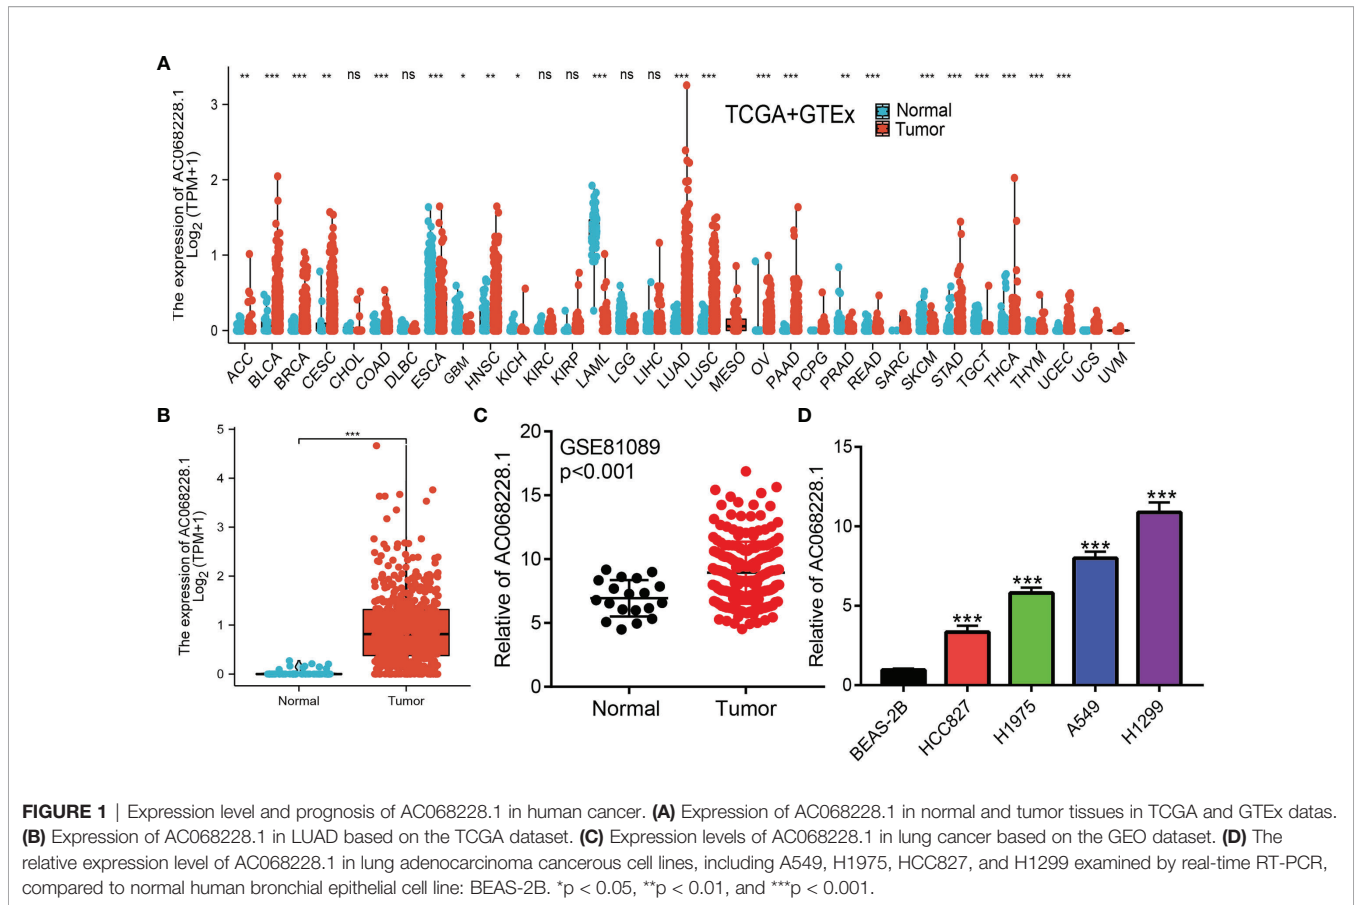 A
** *** *** ** ns *** ns *** * ** * ns ns *** ns ns *** *** *** *** ** *** *** *** *** *** *** ***
The expression of AC068228.1
Log2 (TPM+1)
3
2
1
0
TCGA+GTEx
Normal
Tumor
ACC BLCA BRCA CESC CHOL COAD DLBC ESCA GBM HNSC KICH KIRC KIRP LAML LGG LIHC LUAD LUSC MESO OV PAAD PCPG PRAD READ SARC SKCM STAD TGCT THCA THYM UCEC UCS UVM
B
The expression of AC068228.1
Log2 (TPM+1)
5
4
3
2
1
0
***
Normal Tumor
C
Relative of AC068228.1
20
15
10
5
0
GSE81089
p<0.001
Normal Tumor
D
Relative of AC068228.1
15
10
5
0
*** *** *** ***
BEAS-2B HCC827 H1975 A549 H1299
FIGURE 1 | Expression level and prognosis of AC068228.1 in human cancer. (A) Expression of AC068228.1 in normal and tumor tissues in TCGA and GTEx datas.
(B) Expression of AC068228.1 in LUAD based on the TCGA dataset. (C) Expression levels of AC068228.1 in lung cancer based on the GEO dataset. (D) The
relative expression level of AC068228.1 in lung adenocarcinoma cancerous cell lines, including A549, H1975, HCC827, and H1299 examined by real-time RT-PCR,
compared to normal human bronchial epithelial cell line: BEAS-2B. *p < 0.05, **p < 0.01, and ***p < 0.001.